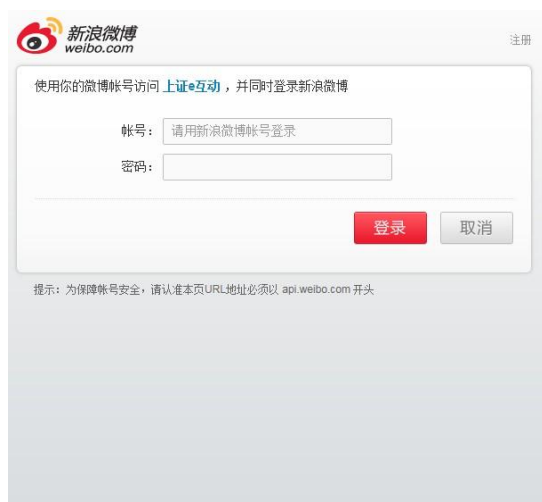 新浪微博
weibo.com
注册
使用你的微博帐号访问 上证e互动 ，并同时登录新浪微博
帐号： 请用新浪微博帐号登录
密码：
登录 取消
提示：为保障帐号安全，请认准本页URL地址必须以 api.weibo.com 开头